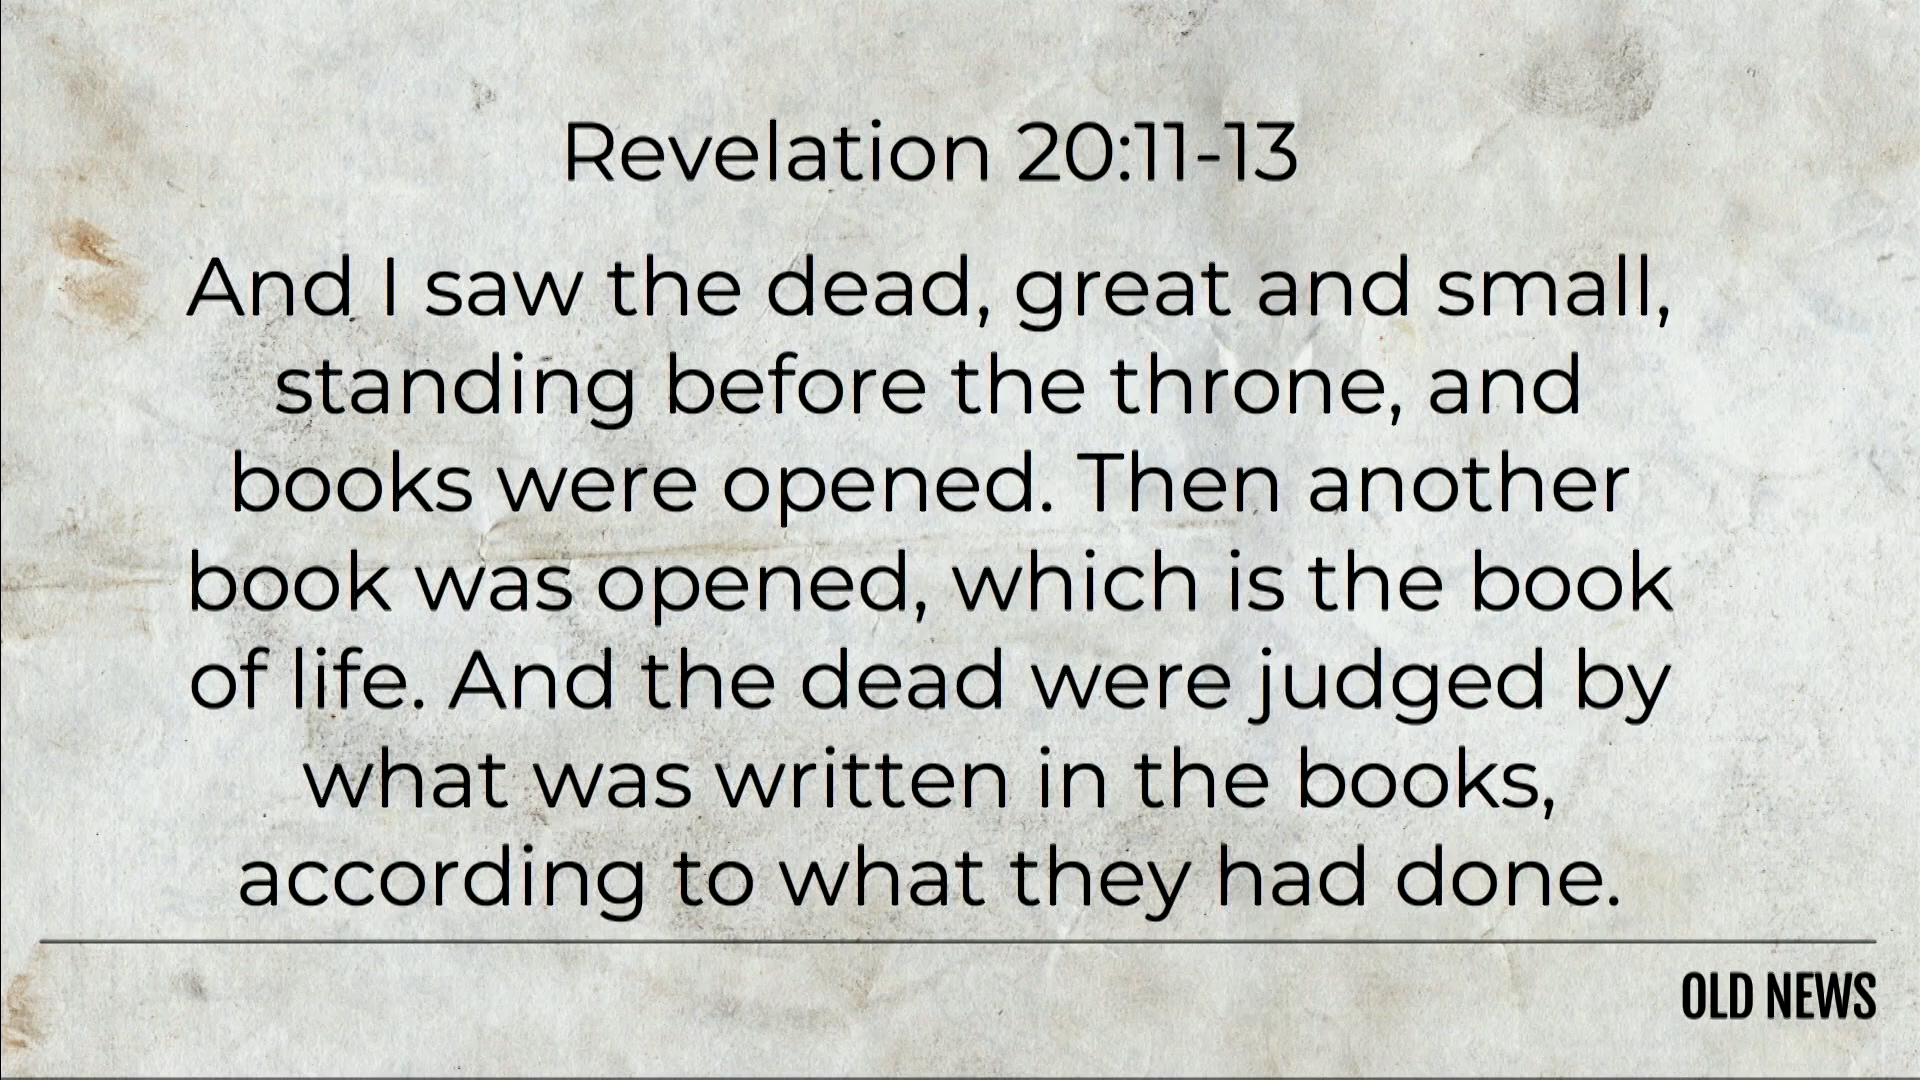 Revelation 20:11-13
And I saw the dead, great and small,
standing before the throne, and
books were opened. Then another
book was opened, which is the book
of life. And the dead were judged by
what was written in the books,
according to what they had done.
OLD NEWS